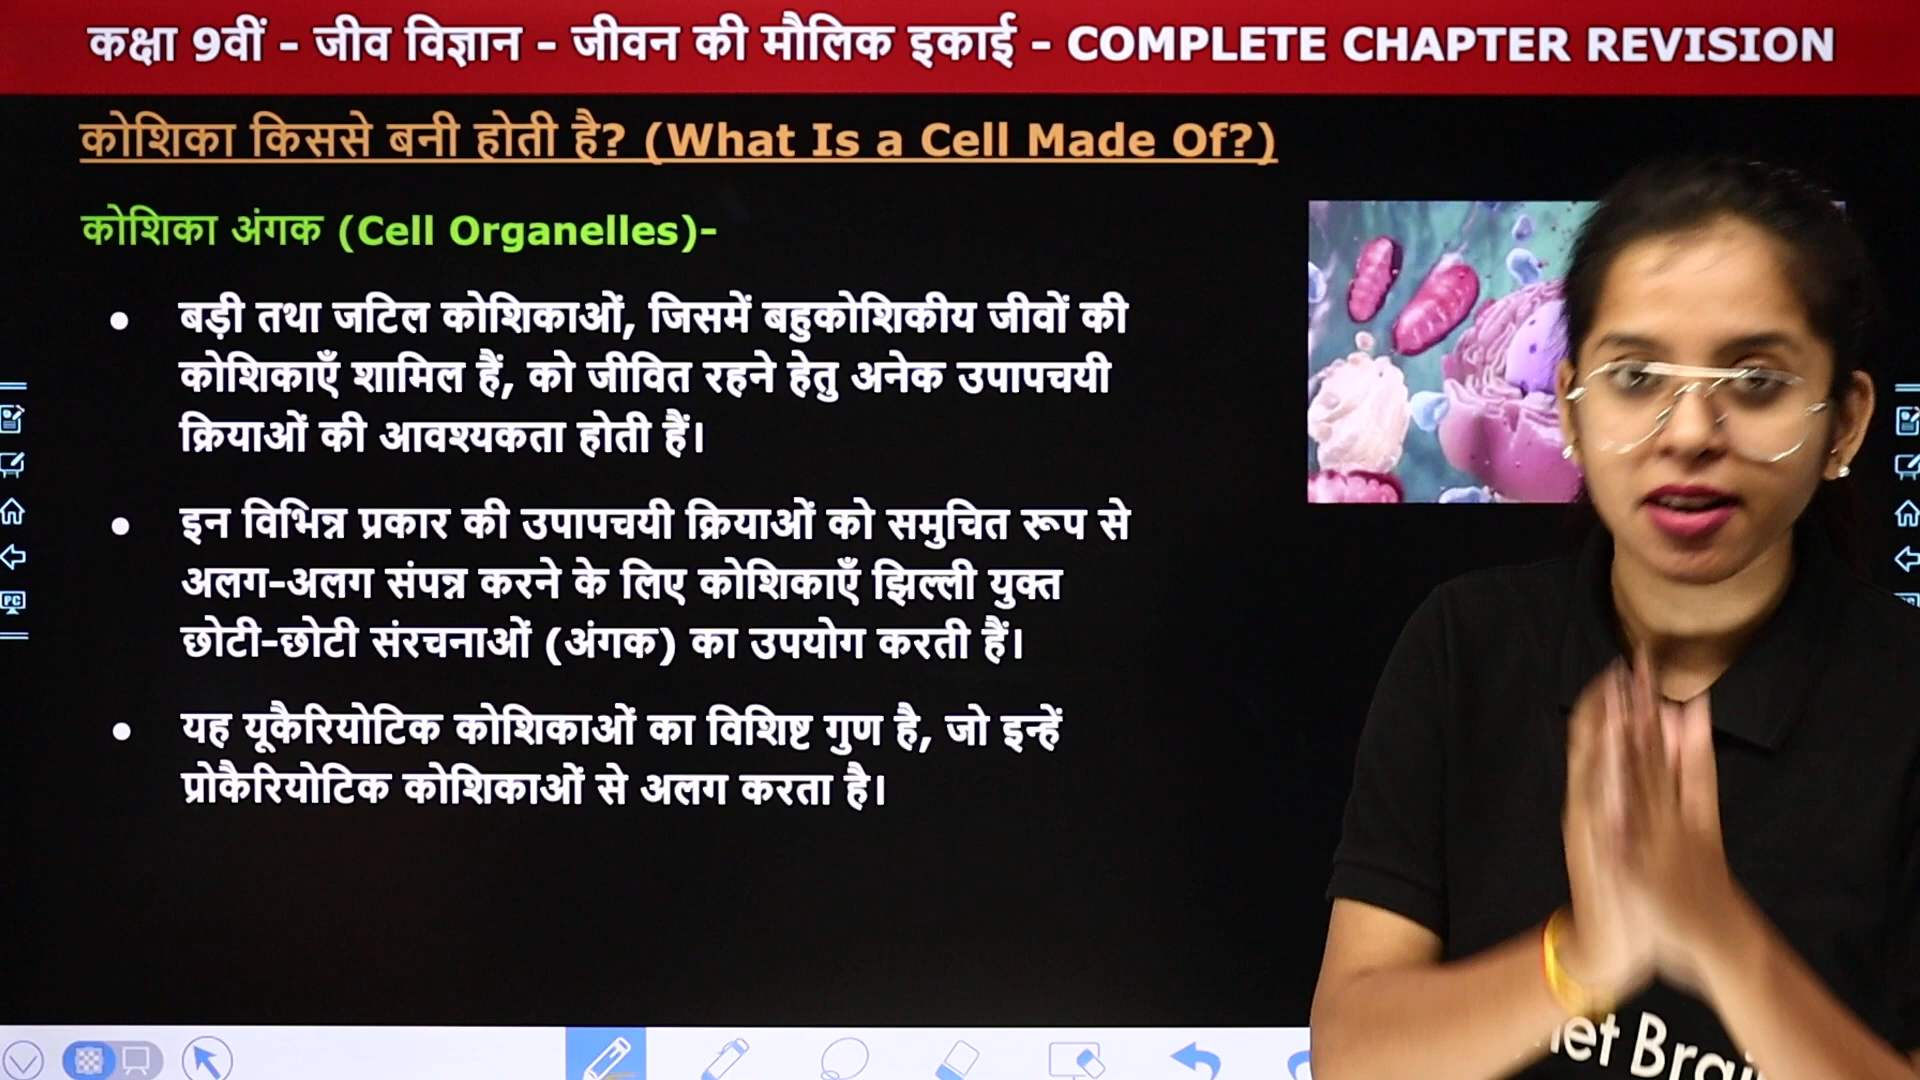 कक्षा 9वीं - जीव विज्ञान - जीवन की मौलिक इकाई - COMPLETE CHAPTER REVISION
कोशिका किससे बनी होती है? (What Is a Cell Made Of?)
कोशिका अंगक (Cell Organelles)-
● बड़ी तथा जटिल कोशिकाओं, जिसमें बहुकोशिकीय जीवों की
कोशिकाएँ शामिल हैं, को जीवित रहने हेतु अनेक उपापचयी
क्रियाओं की आवश्यकता होती हैं।
● इन विभिन्न प्रकार की उपापचयी क्रियाओं को समुचित रूप से
अलग-अलग संपन्न करने के लिए कोशिकाएँ झिल्ली युक्त
छोटी-छोटी संरचनाओं (अंगक) का उपयोग करती हैं।
● यह यूकैरियोटिक कोशिकाओं का विशिष्ट गुण है, जो इन्हें
प्रोकैरियोटिक कोशिकाओं से अलग करता है।
PC